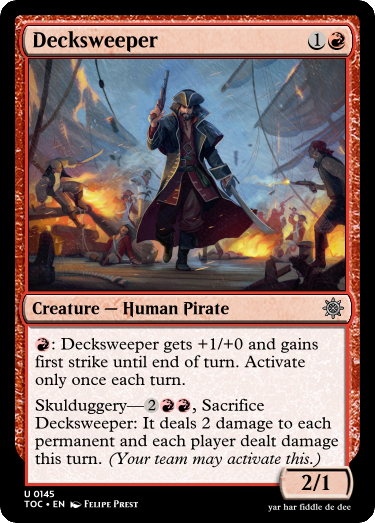 Decksweeper 1
Creature — Human Pirate
: Decksweeper gets +1/+0 and gains
first strike until end of turn. Activate
only once each turn.
Skulduggery—2, Sacrifice
Decksweeper: It deals 2 damage to each
permanent and each player dealt damage
this turn. (Your team may activate this.)
2/1
U 0145
TOC • EN Felipe Prest
yar har fiddle de dee